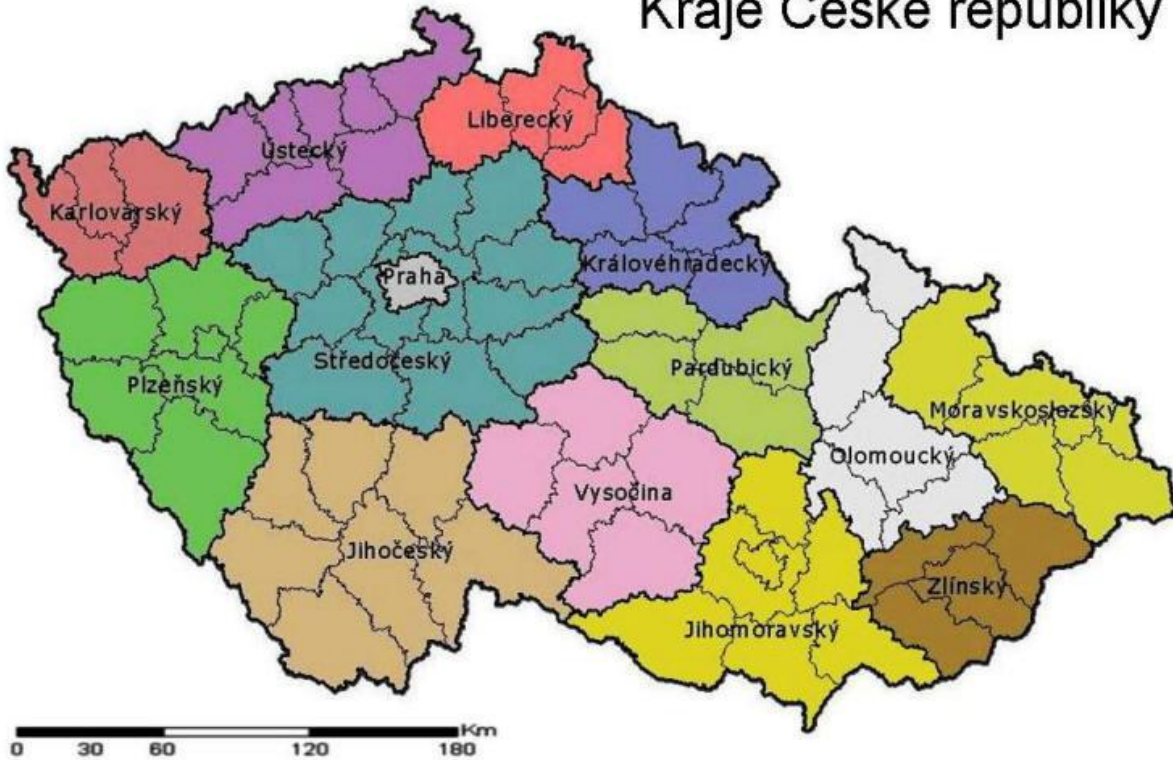 Kraje České republiky
Liberecký
Ústecký
Karlovarský
Královéhradecký
Praha
Středočeský
Pardubický
Plzeňský
Moravskoslezský
Olomoucký
Vysočina
Jihočeský
Zlínský
Jihomoravský
Km
0 30 60 120 180